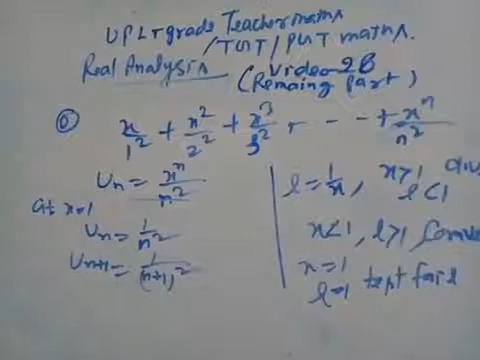 UP LT grade Teacher maths
/TGT/PGT maths.
Real Analysis
Video-28
(Remaing Part)
x/1² + x²/2² + x³/3² + - - - + xⁿ/n²
Uₙ = xⁿ/n²
at x=1
Uₙ = 1/n²
Uₙ₊₁ = 1/(n+1)²
l = 1/x, x>1
l<1
x<1, l>1
x=1
l=1 test fail